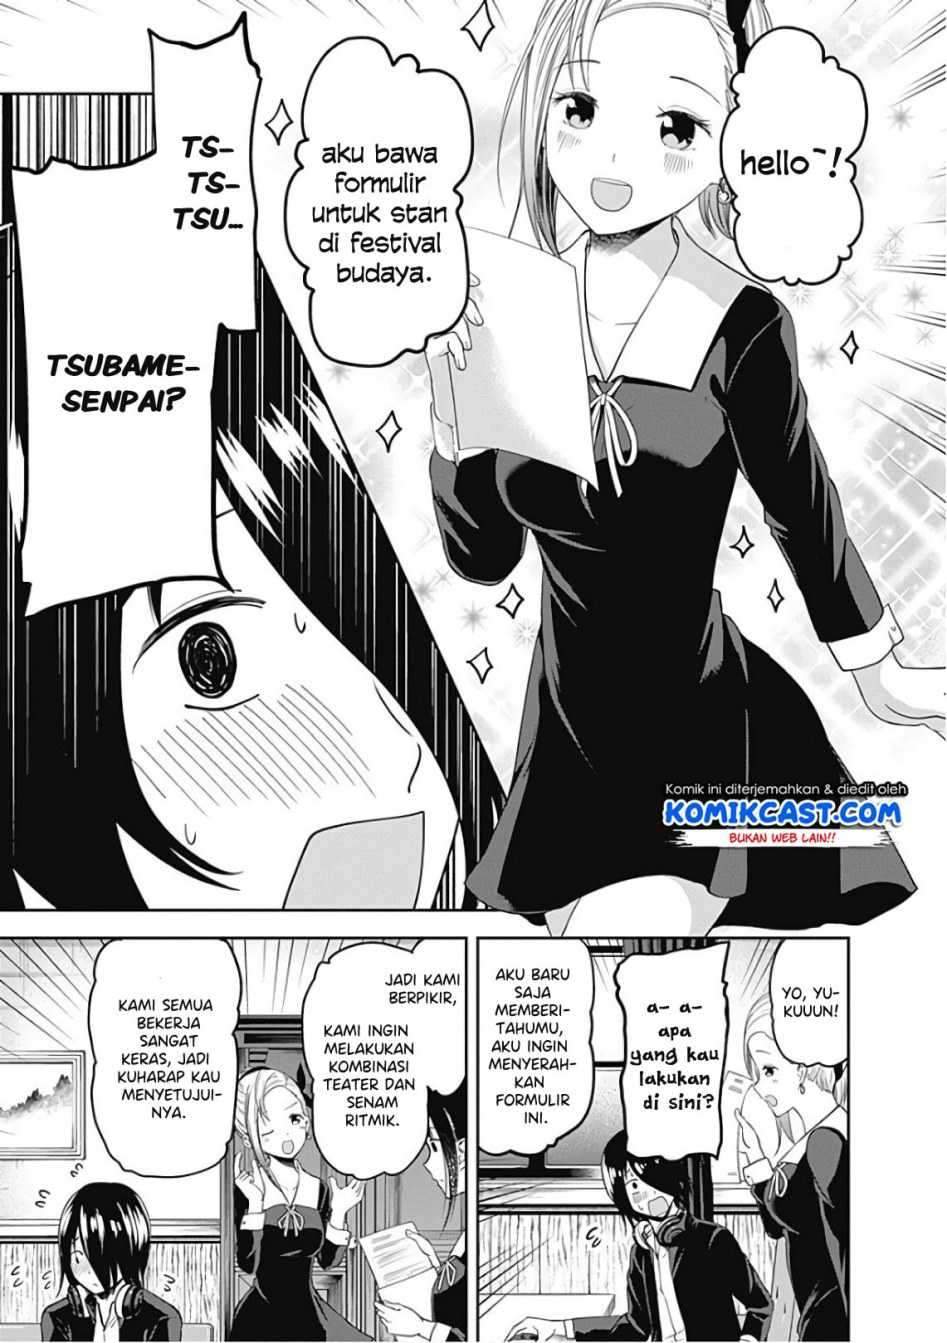 hello~!
aku bawa
formulir
untuk stan
di festival
budaya.
TS-
TS-
TSU...
TSUBAME-
SENPAI?
Komik ini diterjemahkan & diedit oleh
KOMIKCAST.COM
BUKAN WEB LAIN!!
YO, YU-
KUUUN!
a- a-
apa
yang kau
lakukan
di sini?
AKU BARU
SAJA
MEMBERI-
TAHUMU,
AKU INGIN
MENYERAH-
KAN
FORMULIR
INI.
JADI KAMI
BERPIKIR,
KAMI INGIN
MELAKUKAN
KOMBINASI
TEATER DAN
SENAM
RITMIK.
KAMI SEMUA
BEKERJA
SANGAT
KERAS, JADI
KUHARAP KAU
MENYETUJUI-
NYA.